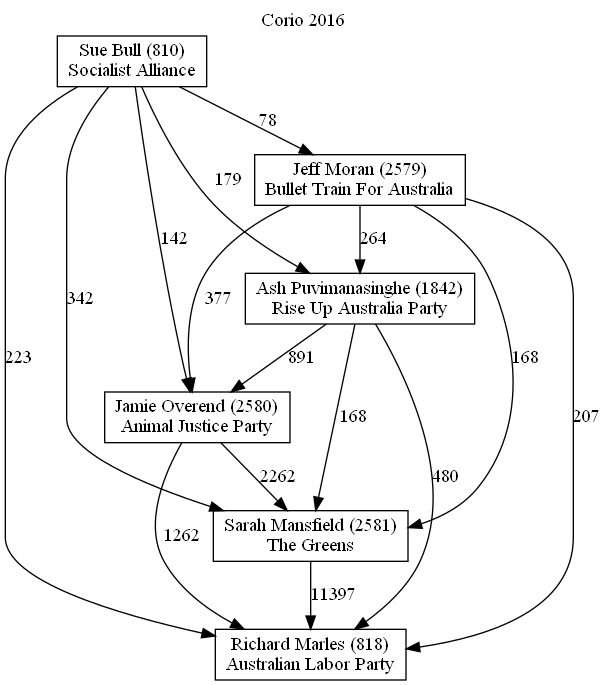 Corio 2016
Sue Bull (810)
Socialist Alliance
78
Jeff Moran (2579)
Bullet Train For Australia
179
142
264
377
Ash Puvimanasinghe (1842)
Rise Up Australia Party
342
223
891
168
Jamie Overend (2580)
Animal Justice Party
168
207
2262
480
1262
Sarah Mansfield (2581)
The Greens
11397
Richard Marles (818)
Australian Labor Party